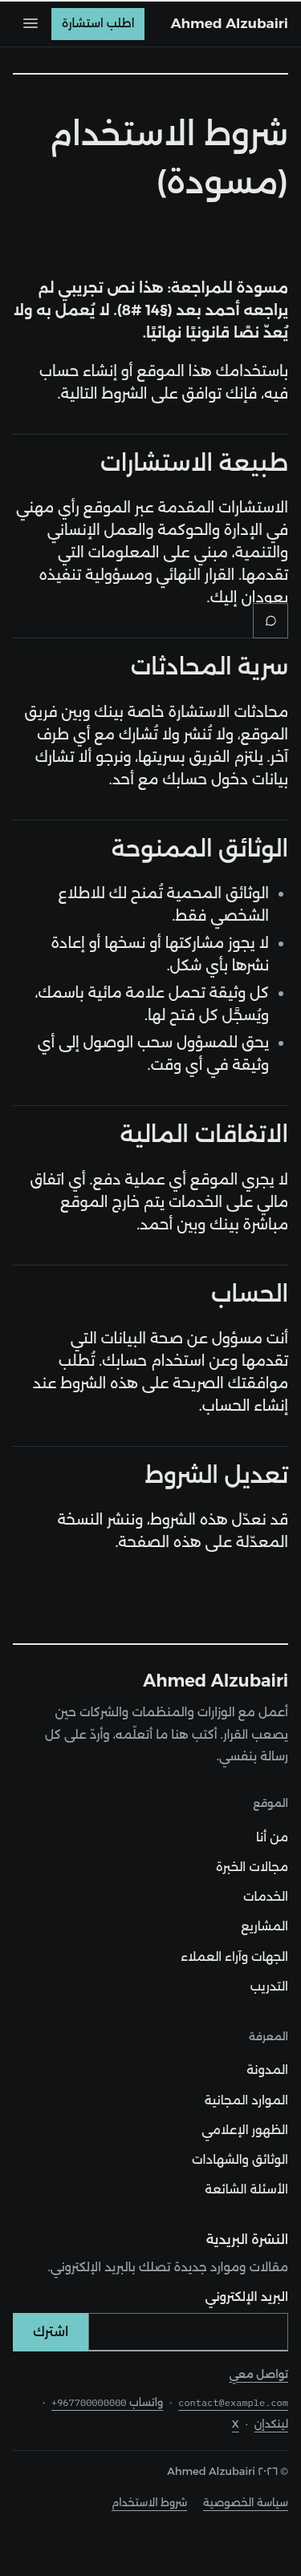 Ahmed Alzubairi
اطلب استشارة
شروط الاستخدام
(مسودة)
مسودة للمراجعة: هذا نص تجريبي لم
يراجعه أحمد بعد (§14 #8). لا يُعمل به ولا
يُعدّ نصًا قانونيًا نهائيًا.
باستخدامك هذا الموقع أو إنشاء حساب
فيه، فإنك توافق على الشروط التالية.
طبيعة الاستشارات
الاستشارات المقدمة عبر الموقع رأي مهني
في الإدارة والحوكمة والعمل الإنساني
والتنمية، مبني على المعلومات التي
تقدمها. القرار النهائي ومسؤولية تنفيذه
يعودان إليك.
سرية المحادثات
محادثات الاستشارة خاصة بينك وبين فريق
الموقع، ولا تُنشر ولا تُشارك مع أي طرف
آخر. يلتزم الفريق بسريتها، ونرجو ألا تشارك
بيانات دخول حسابك مع أحد.
الوثائق الممنوحة
• الوثائق المحمية تُمنح لك للاطلاع
الشخصي فقط.
• لا يجوز مشاركتها أو نسخها أو إعادة
نشرها بأي شكل.
• كل وثيقة تحمل علامة مائية باسمك،
ويُسجَّل كل فتح لها.
• يحق للمسؤول سحب الوصول إلى أي
وثيقة في أي وقت.
الاتفاقات المالية
لا يجري الموقع أي عملية دفع. أي اتفاق
مالي على الخدمات يتم خارج الموقع
مباشرة بينك وبين أحمد.
الحساب
أنت مسؤول عن صحة البيانات التي
تقدمها وعن استخدام حسابك. تُطلب
موافقتك الصريحة على هذه الشروط عند
إنشاء الحساب.
تعديل الشروط
قد نعدّل هذه الشروط، وننشر النسخة
المعدّلة على هذه الصفحة.
Ahmed Alzubairi
أعمل مع الوزارات والمنظمات والشركات حين
يصعب القرار. أكتب هنا ما أتعلّمه، وأردّ على كل
رسالة بنفسي.
الموقع
من أنا
مجالات الخبرة
الخدمات
المشاريع
الجهات وآراء العملاء
التدريب
المعرفة
المدونة
الموارد المجانية
الظهور الإعلامي
الوثائق والشهادات
الأسئلة الشائعة
النشرة البريدية
مقالات وموارد جديدة تصلك بالبريد الإلكتروني.
البريد الإلكتروني
اشترك
تواصل معي
contact@example.com · واتساب +967700000000 ·
لينكدإن · X
© ٢٠٢٦ Ahmed Alzubairi
سياسة الخصوصية شروط الاستخدام